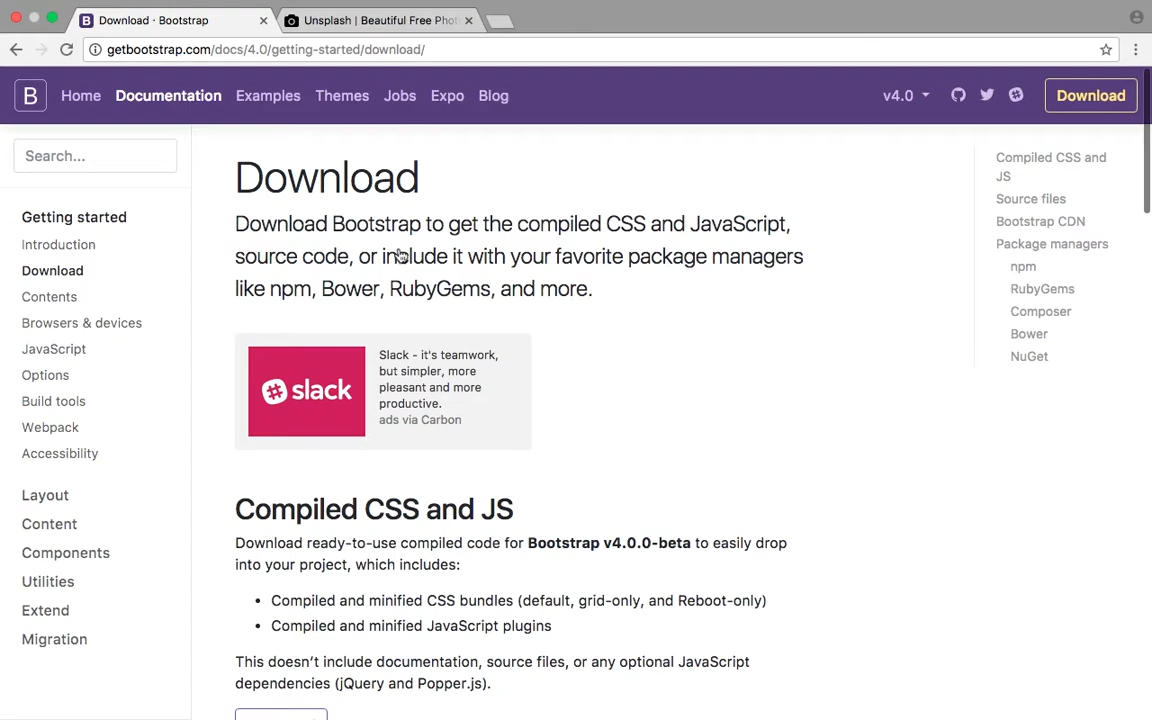 Download · Bootstrap
Unsplash | Beautiful Free Phot
getbootstrap.com/docs/4.0/getting-started/download/
B Home Documentation Examples Themes Jobs Expo Blog v4.0 Download
Search...
Getting started
Introduction
Download
Contents
Browsers & devices
JavaScript
Options
Build tools
Webpack
Accessibility
Layout
Content
Components
Utilities
Extend
Migration
Download
Download Bootstrap to get the compiled CSS and JavaScript,
source code, or include it with your favorite package managers
like npm, Bower, RubyGems, and more.
slack
Slack - it's teamwork,
but simpler, more
pleasant and more
productive.
ads via Carbon
Compiled CSS and JS
Download ready-to-use compiled code for Bootstrap v4.0.0-beta to easily drop
into your project, which includes:
• Compiled and minified CSS bundles (default, grid-only, and Reboot-only)
• Compiled and minified JavaScript plugins
This doesn’t include documentation, source files, or any optional JavaScript
dependencies (jQuery and Popper.js).
Compiled CSS and
JS
Source files
Bootstrap CDN
Package managers
npm
RubyGems
Composer
Bower
NuGet